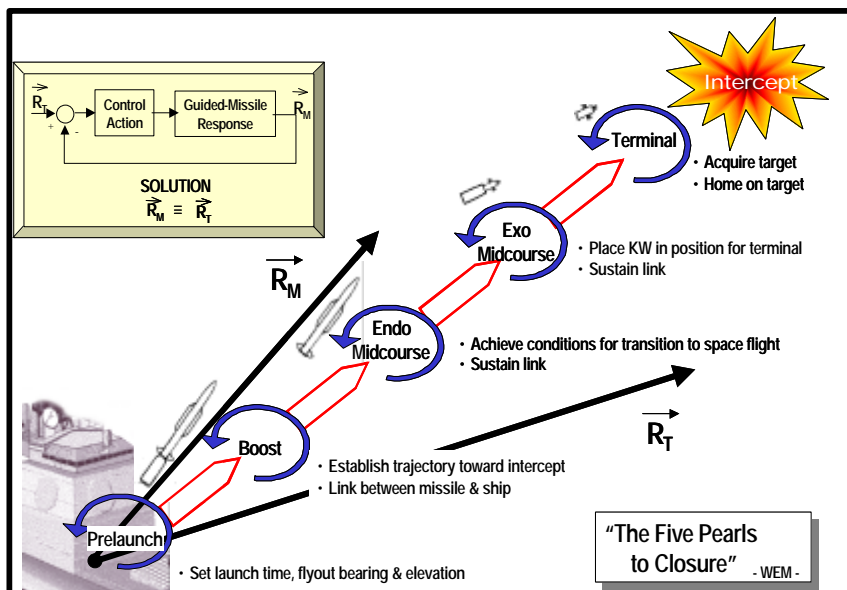 Intercept
R_T
+
-
Control
Action
Guided-Missile
Response
R_M
SOLUTION
R_M ≡ R_T
Terminal
· Acquire target
· Home on target
Exo
Midcourse
· Place KW in position for terminal
· Sustain link
R_M
Endo
Midcourse
· Achieve conditions for transition to space flight
· Sustain link
R_T
Boost
· Establish trajectory toward intercept
· Link between missile & ship
Prelaunch
· Set launch time, flyout bearing & elevation
"The Five Pearls
to Closure"
- WEM -